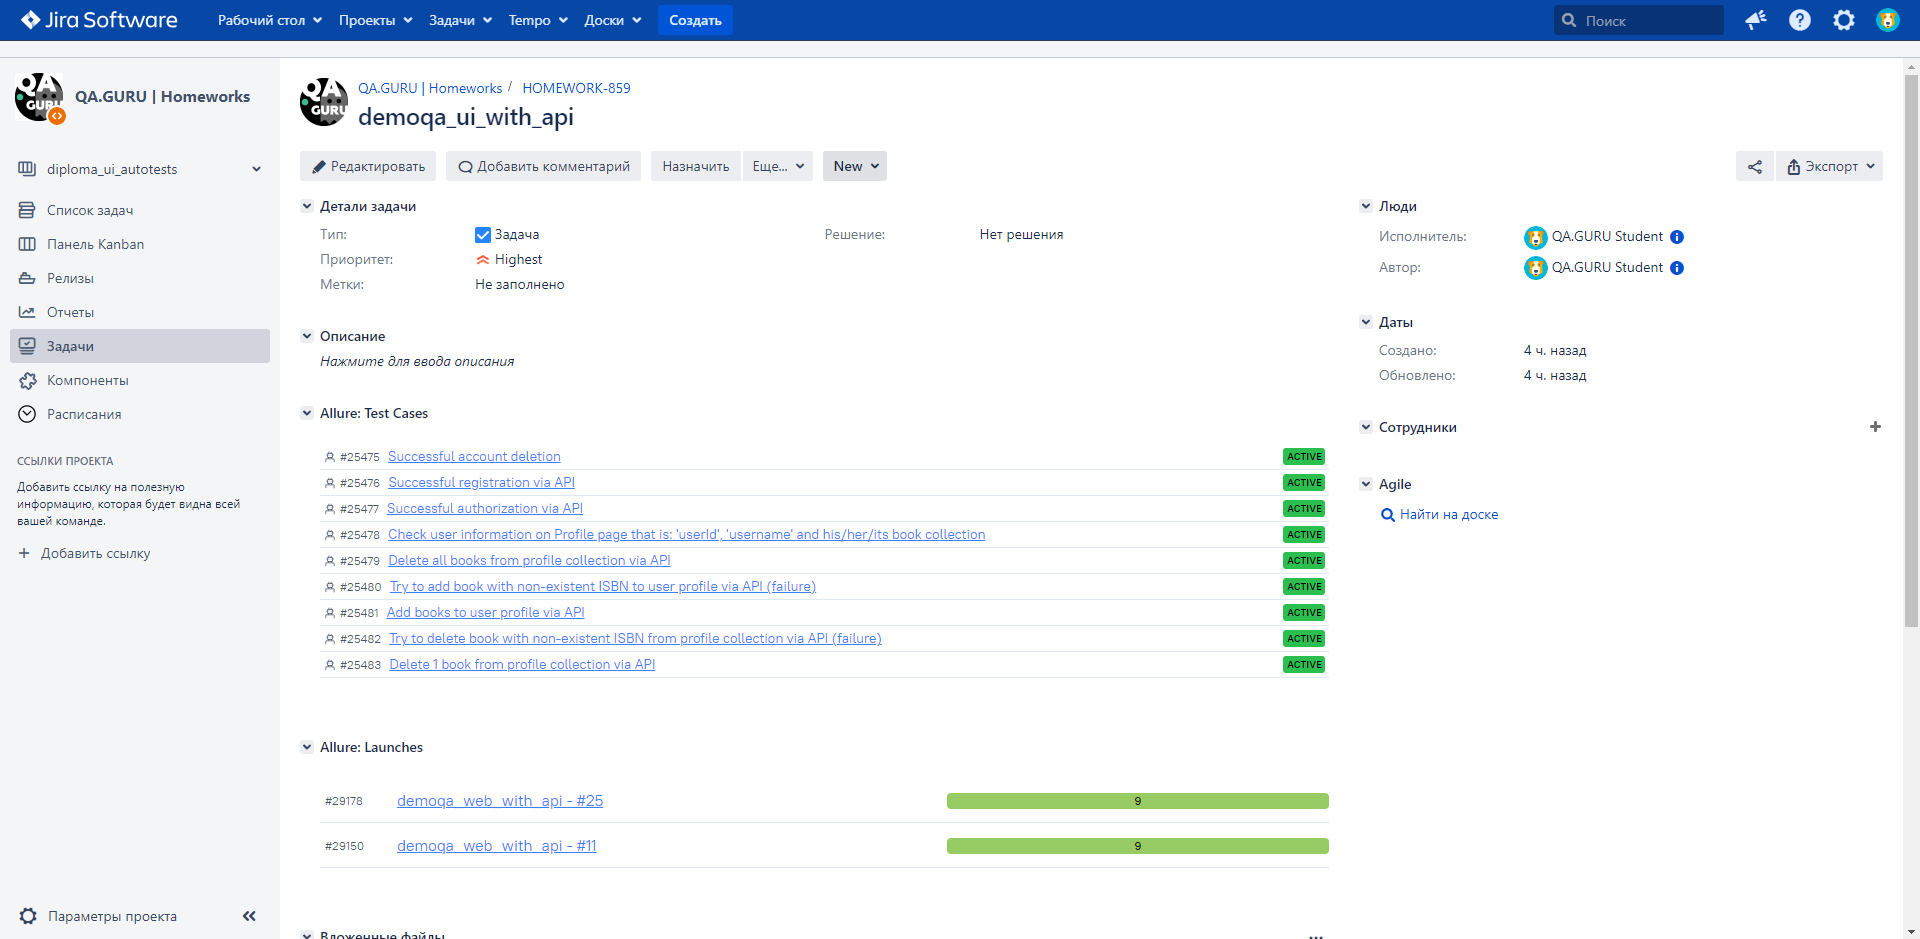 Jira Software
Рабочий стол Проекты Задачи Tempo Доски Создать Поиск
QA.GURU | Homeworks
diploma_ui_autotests
Список задач
Панель Kanban
Релизы
Отчеты
Задачи
Компоненты
Расписания
ССЫЛКИ ПРОЕКТА
Добавить ссылку на полезную
информацию, которая будет видна всей
вашей команде.
+ Добавить ссылку
Параметры проекта
QA
GURU
QA.GURU | Homeworks / HOMEWORK-859
demoqa_ui_with_api
Редактировать Добавить комментарий Назначить Еще... New Экспорт
Детали задачи
Тип: Задача Решение: Нет решения
Приоритет: Highest
Метки: Не заполнено
Описание
Нажмите для ввода описания
Allure: Test Cases
#25475 Successful account deletion ACTIVE
#25476 Successful registration via API ACTIVE
#25477 Successful authorization via API ACTIVE
#25478 Check user information on Profile page that is: 'userId', 'username' and his/her/its book collection ACTIVE
#25479 Delete all books from profile collection via API ACTIVE
#25480 Try to add book with non-existent ISBN to user profile via API (failure) ACTIVE
#25481 Add books to user profile via API ACTIVE
#25482 Try to delete book with non-existent ISBN from profile collection via API (failure) ACTIVE
#25483 Delete 1 book from profile collection via API ACTIVE
Allure: Launches
#29178 demoqa_web_with_api - #25 9
#29150 demoqa_web_with_api - #11 9
Вложенные файлы ...
Люди
Исполнитель: QA.GURU Student
Автор: QA.GURU Student
Даты
Создано: 4 ч. назад
Обновлено: 4 ч. назад
Сотрудники +
Agile
Найти на доске